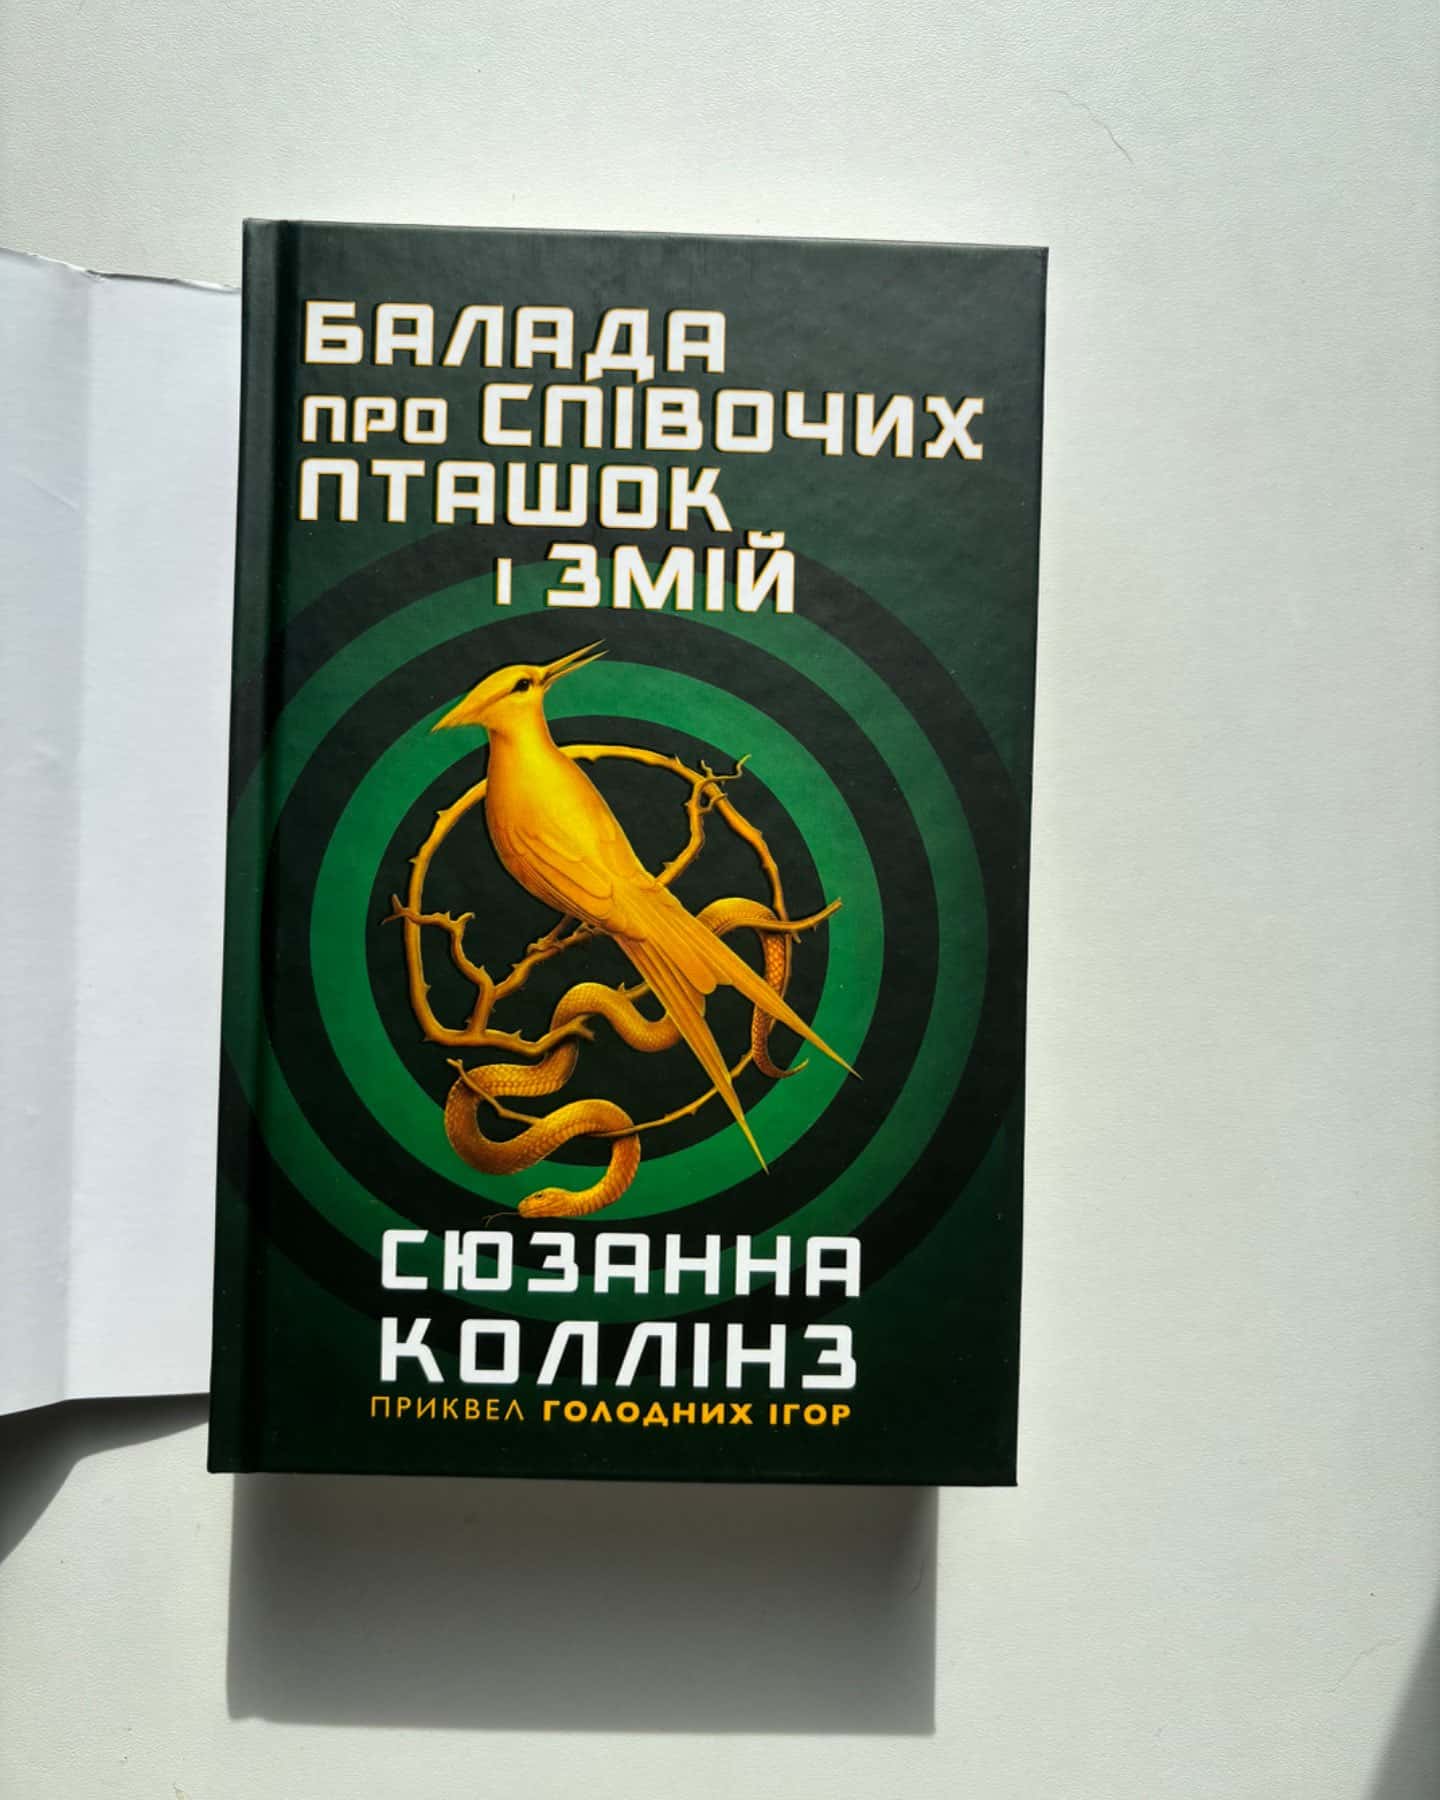 БАЛАДА
ПРО СПІВОЧИХ
ПТАШОК
І ЗМІЙ
СЮЗАННА
КОЛЛІНЗ
ПРИКВЕЛ ГОЛОДНИХ ІГОР